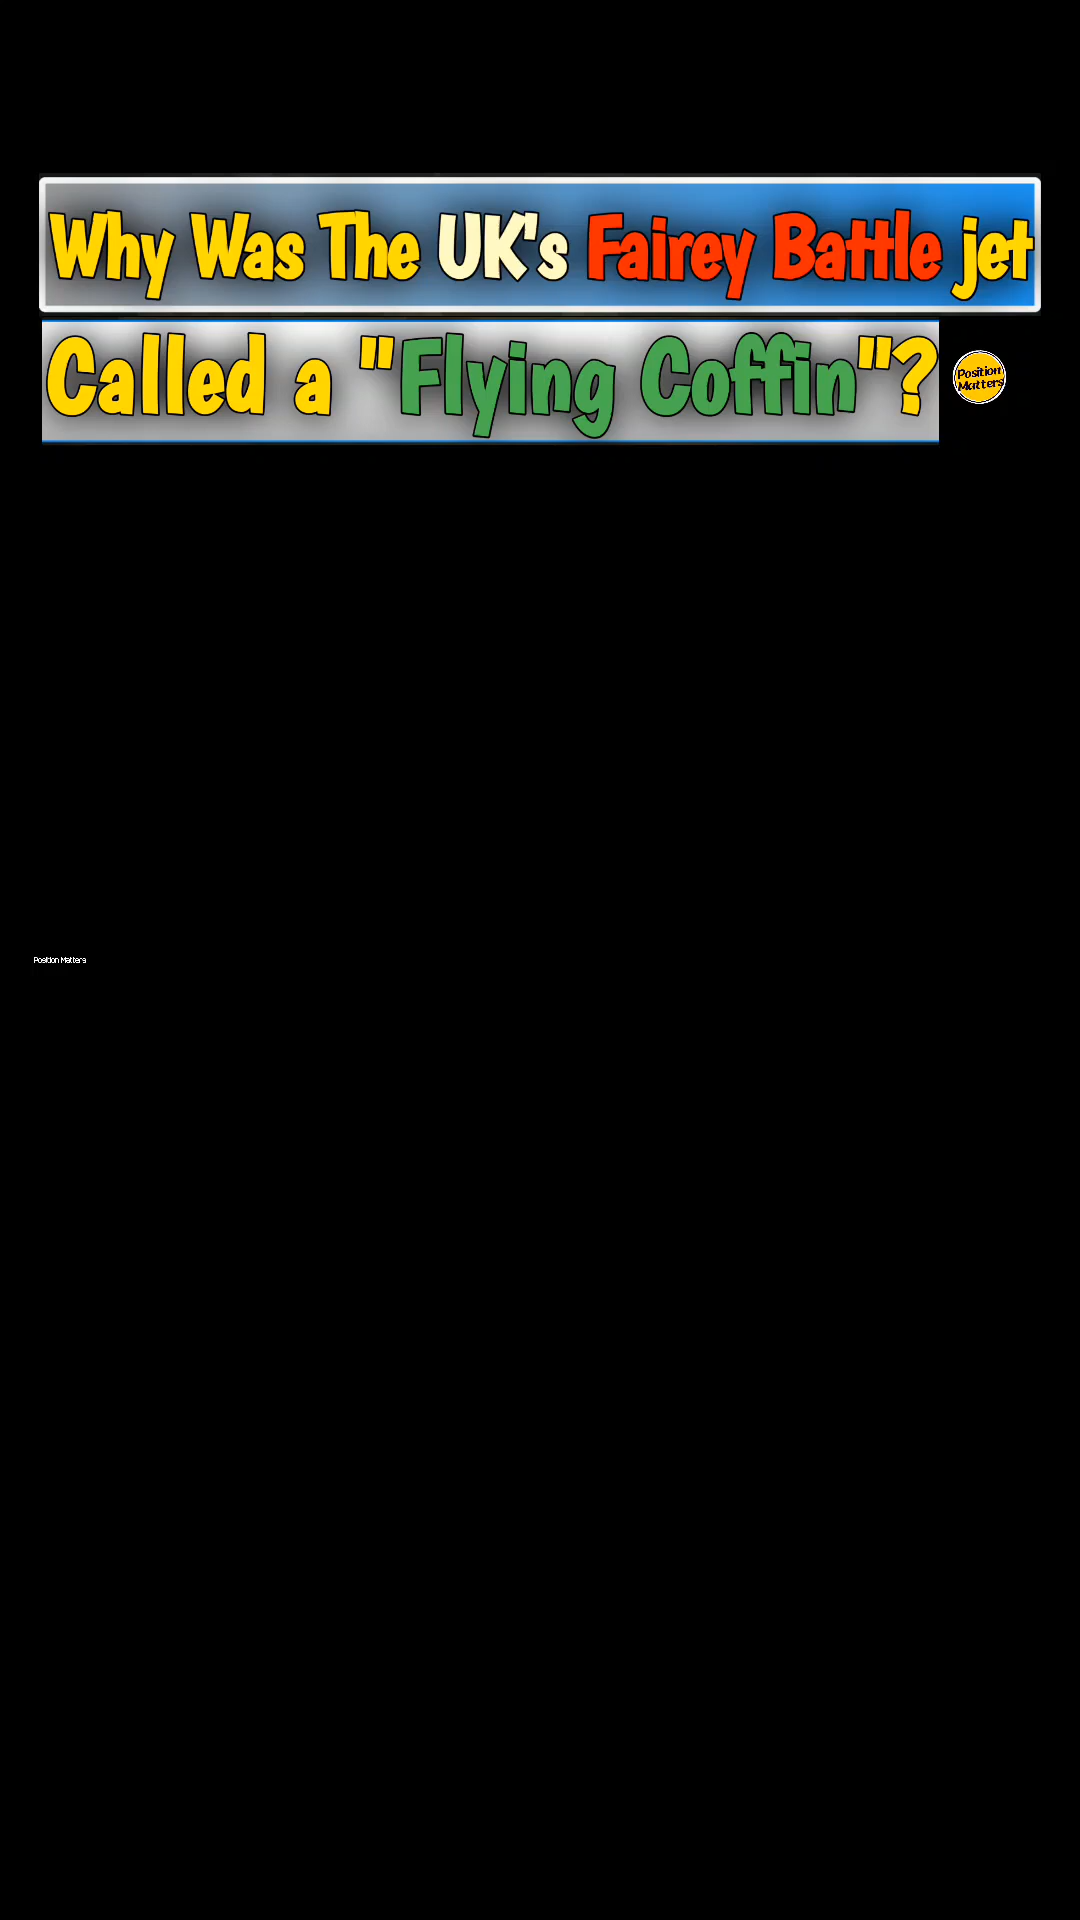 Why Was The UK's Fairey Battle jet
Called a "Flying Coffin"?
Position
Matters
Position Matters